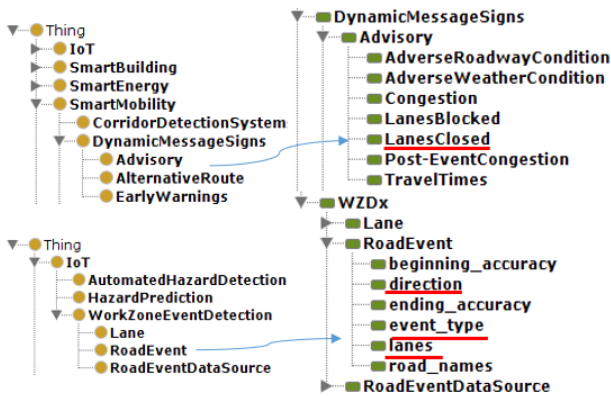 Thing
IoT
SmartBuilding
SmartEnergy
SmartMobility
CorridorDetectionSystem
DynamicMessageSigns
Advisory
AlternativeRoute
EarlyWarnings
Thing
IoT
AutomatedHazardDetection
HazardPrediction
WorkZoneEventDetection
Lane
RoadEvent
RoadEventDataSource
DynamicMessageSigns
Advisory
AdverseRoadwayCondition
AdverseWeatherCondition
Congestion
LanesBlocked
LanesClosed
Post-EventCongestion
TravelTimes
WZDx
Lane
RoadEvent
beginning_accuracy
direction
ending_accuracy
event_type
lanes
road_names
RoadEventDataSource